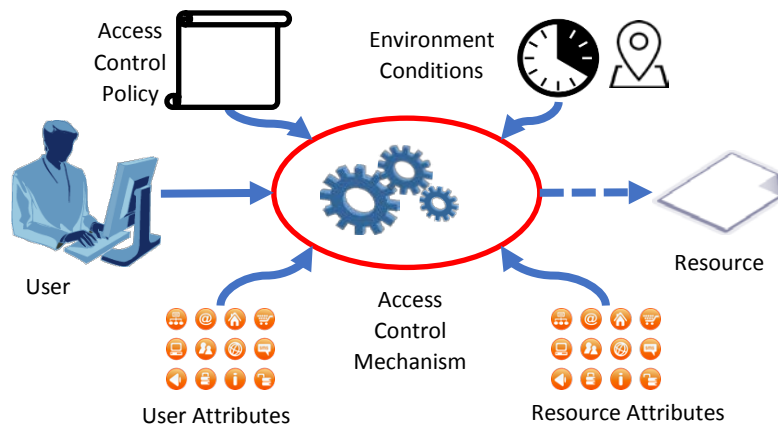 Access
Control
Policy
Environment
Conditions
User
Resource
Access
Control
Mechanism
User Attributes
Resource Attributes